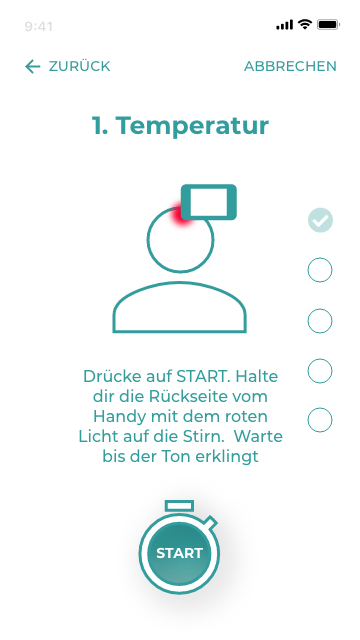 9:41
ZURÜCK
ABBRECHEN
1. Temperatur
Drücke auf START. Halte
dir die Rückseite vom
Handy mit dem roten
Licht auf die Stirn. Warte
bis der Ton erklingt
START